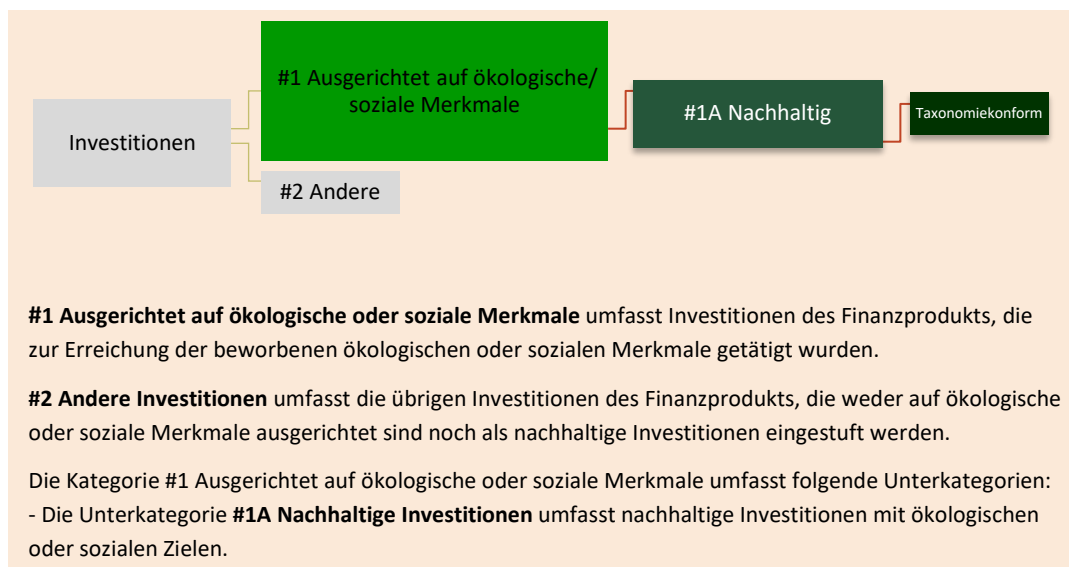 #1 Ausgerichtet auf ökologische/
soziale Merkmale
Investitionen
#1A Nachhaltig
Taxonomiekonform
#2 Andere
#1 Ausgerichtet auf ökologische oder soziale Merkmale umfasst Investitionen des Finanzprodukts, die
zur Erreichung der beworbenen ökologischen oder sozialen Merkmale getätigt wurden.
#2 Andere Investitionen umfasst die übrigen Investitionen des Finanzprodukts, die weder auf ökologische
oder soziale Merkmale ausgerichtet sind noch als nachhaltige Investitionen eingestuft werden.
Die Kategorie #1 Ausgerichtet auf ökologische oder soziale Merkmale umfasst folgende Unterkategorien:
- Die Unterkategorie #1A Nachhaltige Investitionen umfasst nachhaltige Investitionen mit ökologischen
oder sozialen Zielen.